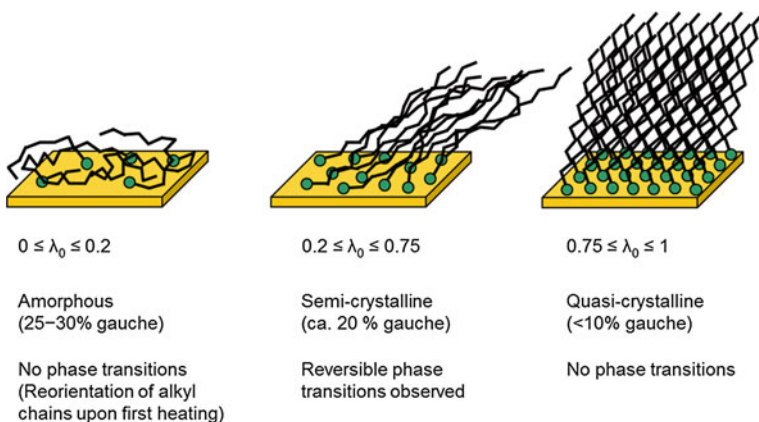 0 ≤ λ₀ ≤ 0.2
Amorphous
(25−30% gauche)
No phase transitions
(Reorientation of alkyl
chains upon first heating)
0.2 ≤ λ₀ ≤ 0.75
Semi-crystalline
(ca. 20 % gauche)
Reversible phase
transitions observed
0.75 ≤ λ₀ ≤ 1
Quasi-crystalline
(<10% gauche)
No phase transitions